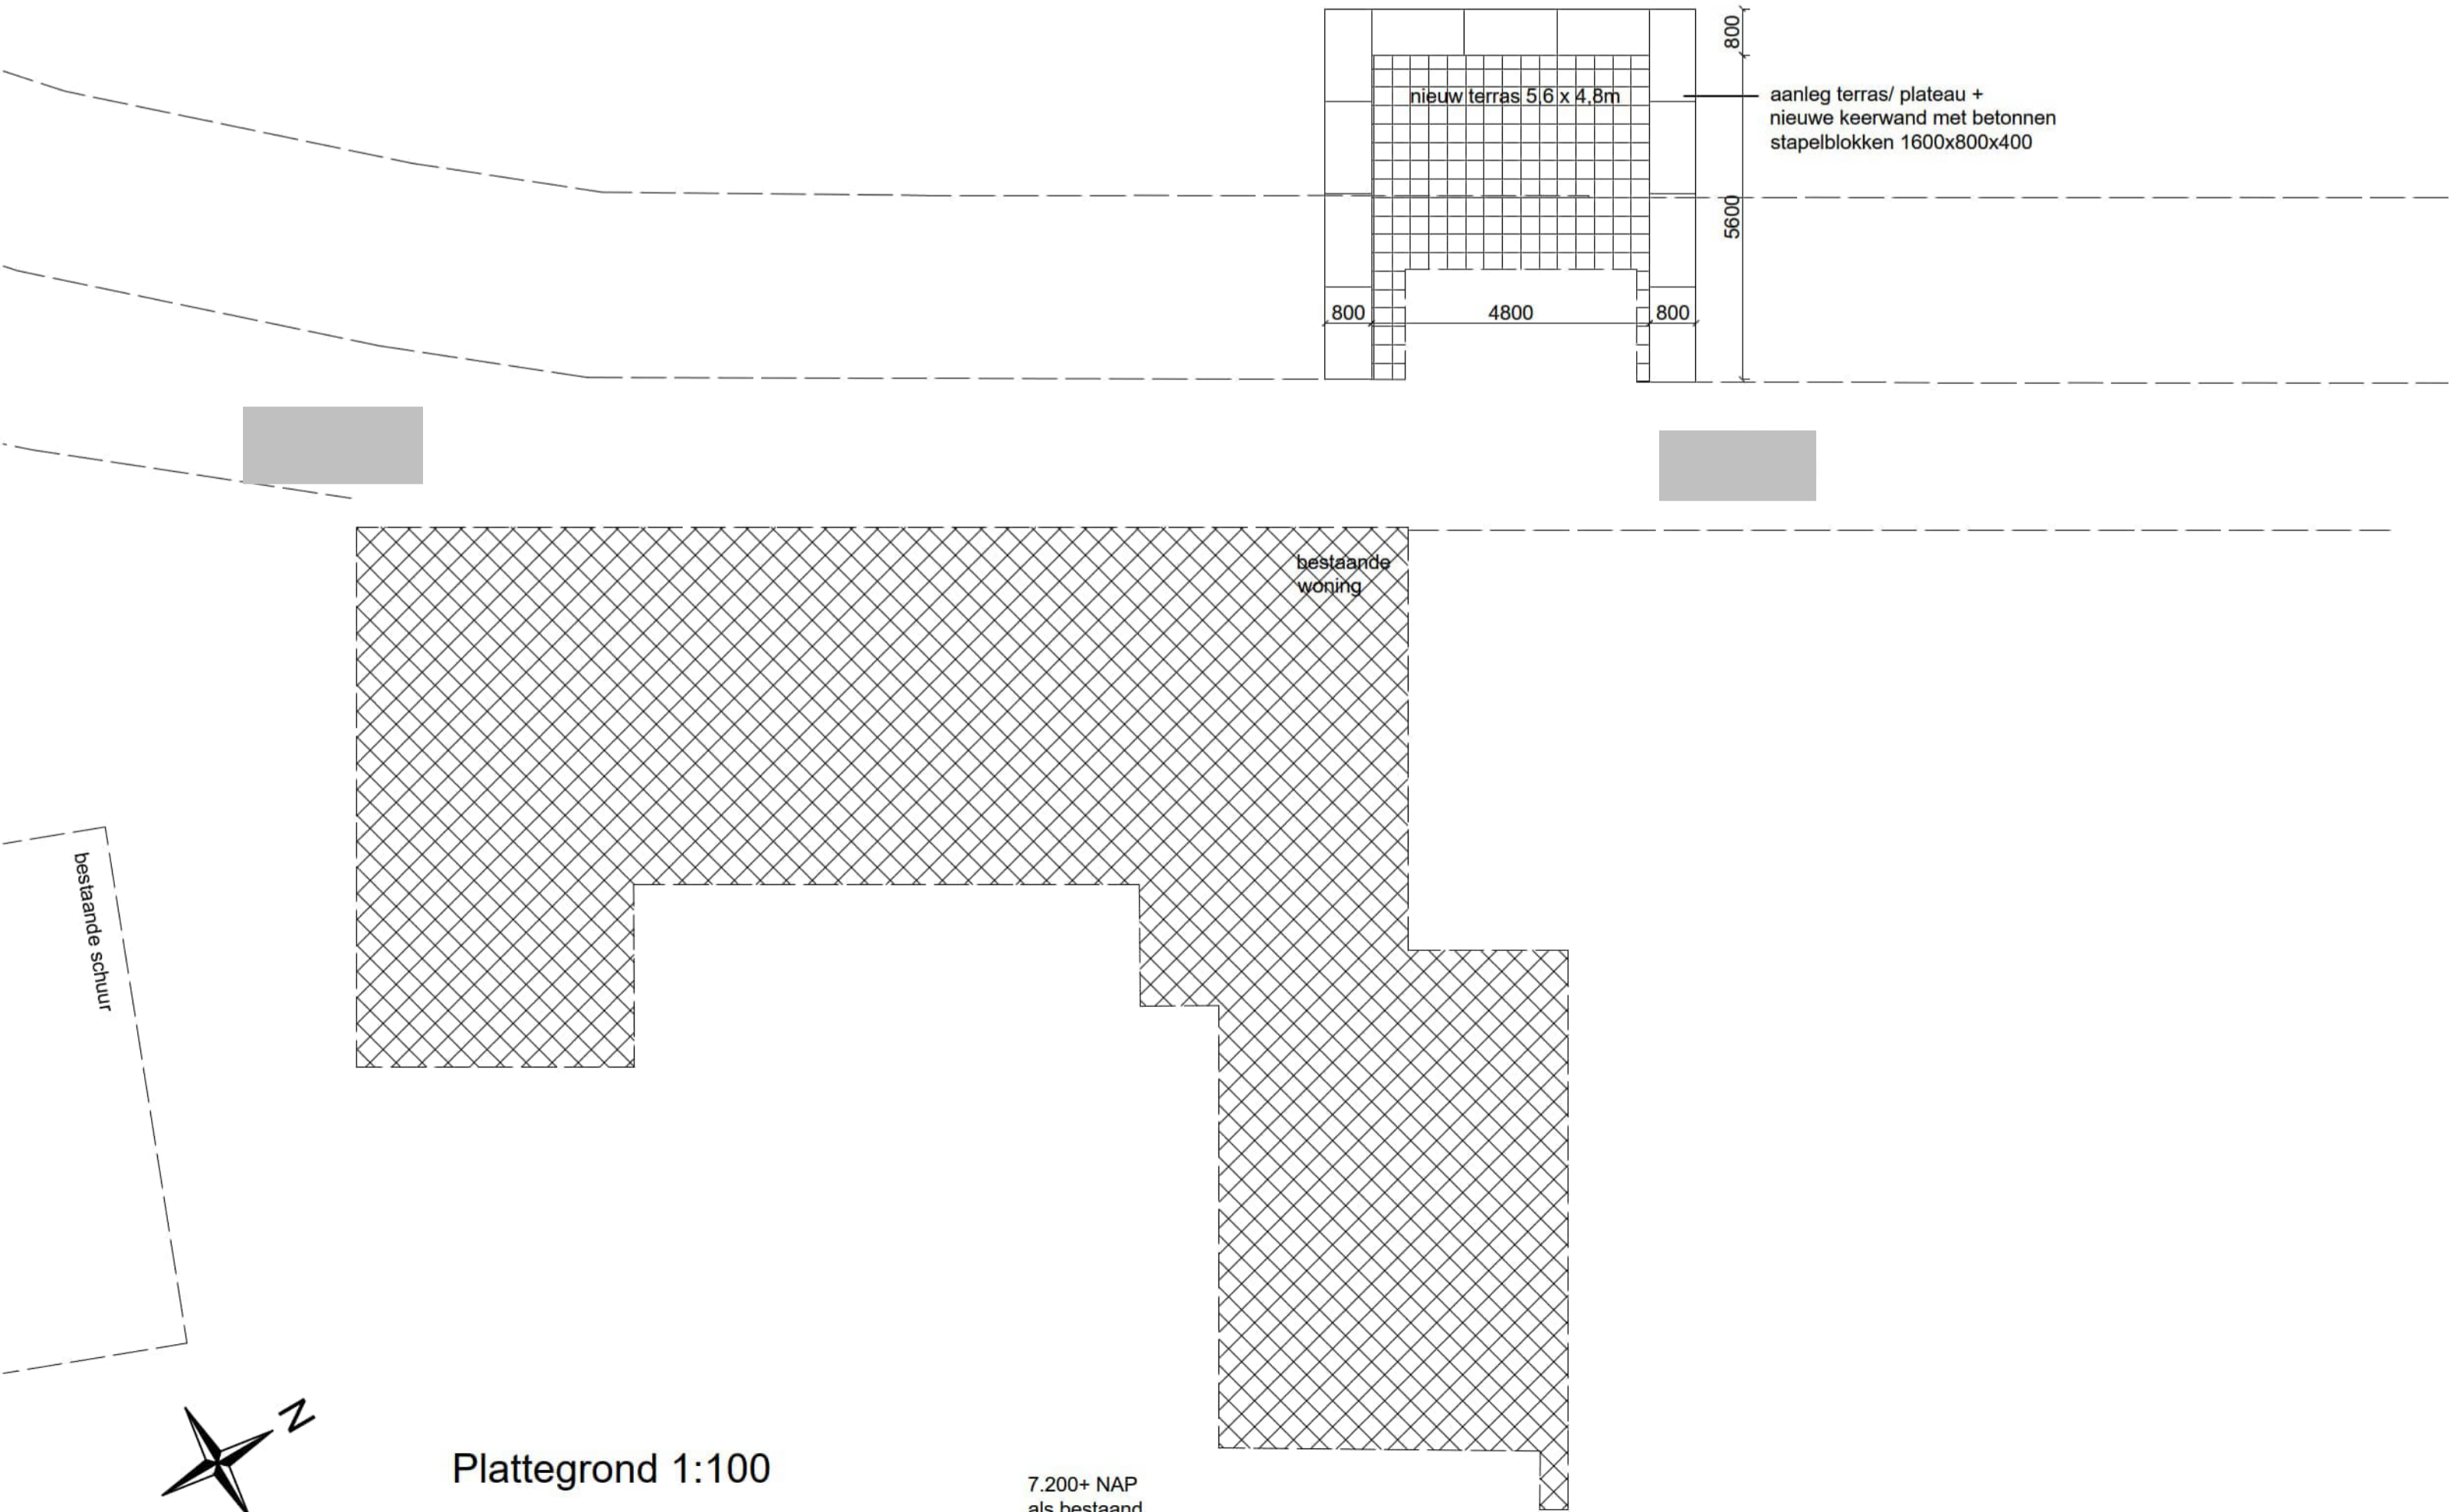 800
nieuw terras 5,6 x 4,8m
aanleg terras/ plateau +
nieuwe keerwand met betonnen
stapelblokken 1600x800x400
5600
800
4800
800
bestaande
woning
bestaande schuur
N
Plattegrond 1:100
7.200+ NAP
als bestaand